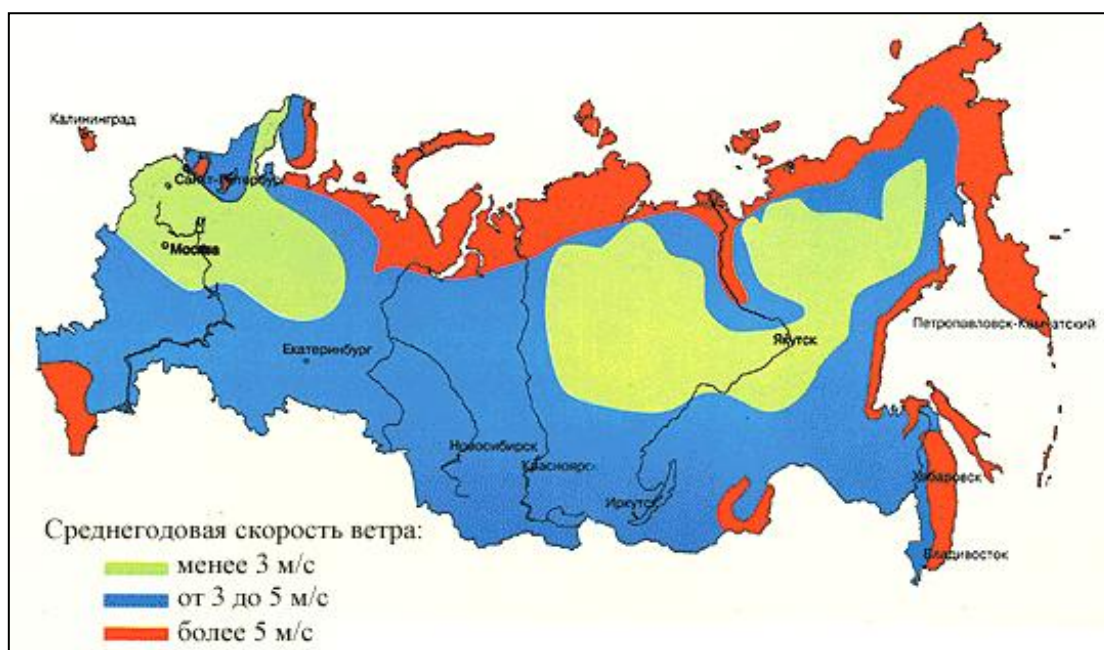 Калининград
Санкт-Петербург
Москва
Петропавловск-Камчатский
Якутск
Екатеринбург
Новосибирск
Красноярск
Иркутск
Хабаровск
Владивосток
Среднегодовая скорость ветра:
менее 3 м/с
от 3 до 5 м/с
более 5 м/с